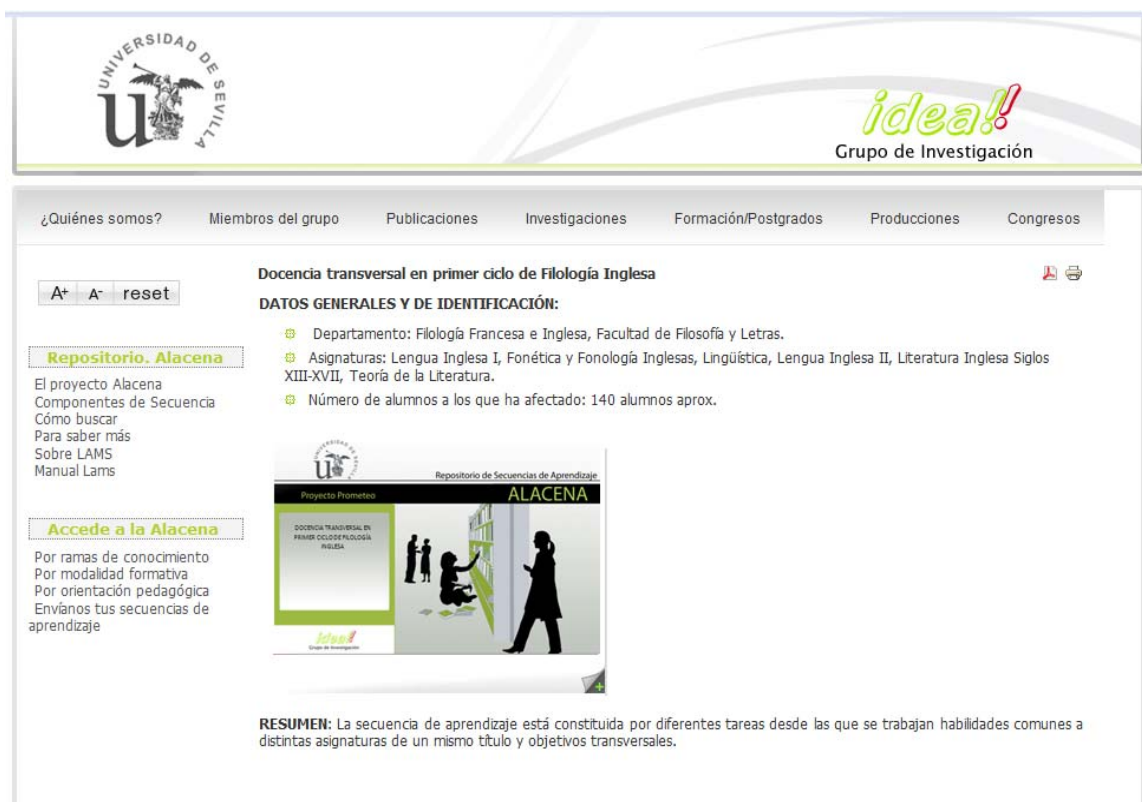 UNIVERSIDAD DE SEVILLA
idea!!
Grupo de Investigación
¿Quiénes somos? Miembros del grupo Publicaciones Investigaciones Formación/Postgrados Producciones Congresos
A+ A- reset
Repositorio. Alacena
El proyecto Alacena
Componentes de Secuencia
Cómo buscar
Para saber más
Sobre LAMS
Manual Lams
Accede a la Alacena
Por ramas de conocimiento
Por modalidad formativa
Por orientación pedagógica
Envíanos tus secuencias de
aprendizaje
Docencia transversal en primer ciclo de Filología Inglesa
DATOS GENERALES Y DE IDENTIFICACIÓN:
Departamento: Filología Francesa e Inglesa, Facultad de Filosofía y Letras.
Asignaturas: Lengua Inglesa I, Fonética y Fonología Inglesas, Lingüística, Lengua Inglesa II, Literatura Inglesa Siglos
XIII-XVII, Teoría de la Literatura.
Número de alumnos a los que ha afectado: 140 alumnos aprox.
UNIVERSIDAD DE SEVILLA
Repositorio de Secuencias de Aprendizaje
Proyecto Prometeo
ALACENA
DOCENCIA TRANSVERSAL EN
PRIMER CICLO DE FILOLOGÍA
INGLESA
idea!!
Grupo de Investigación
RESUMEN: La secuencia de aprendizaje está constituida por diferentes tareas desde las que se trabajan habilidades comunes a
distintas asignaturas de un mismo título y objetivos transversales.